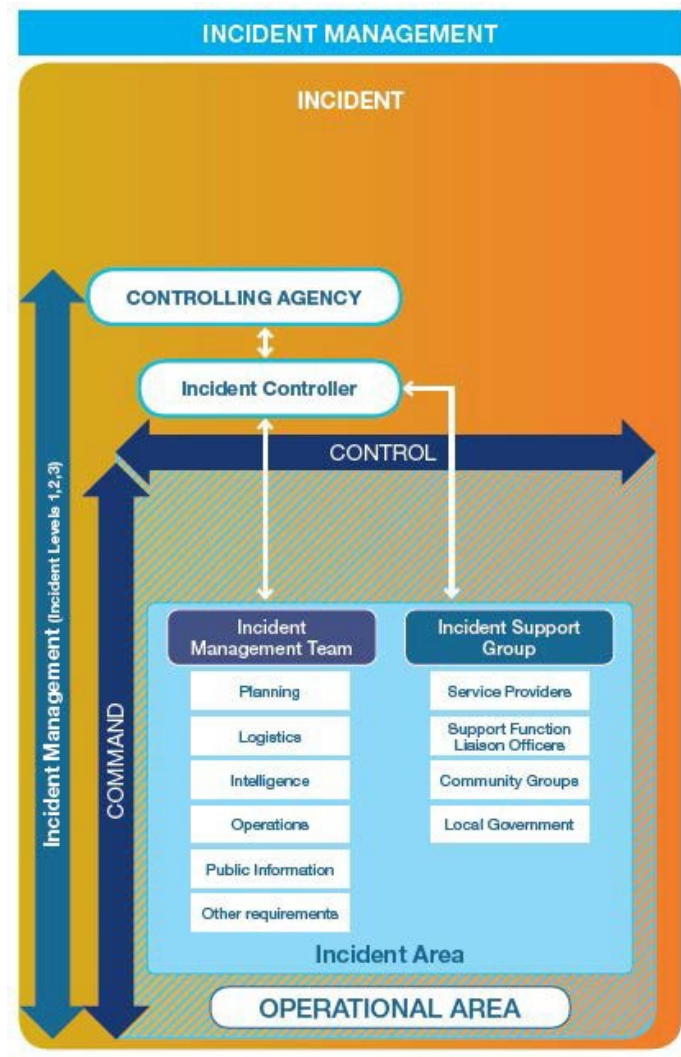 INCIDENT MANAGEMENT
INCIDENT
CONTROLLING AGENCY
Incident Controller
CONTROL
Incident Management (Incident Levels 1,2,3)
COMMAND
Incident
Management Team
Planning
Logistics
Intelligence
Operations
Public Information
Other requirements
Incident Support
Group
Service Providers
Support Function
Liaison Officers
Community Groups
Local Government
Incident Area
OPERATIONAL AREA